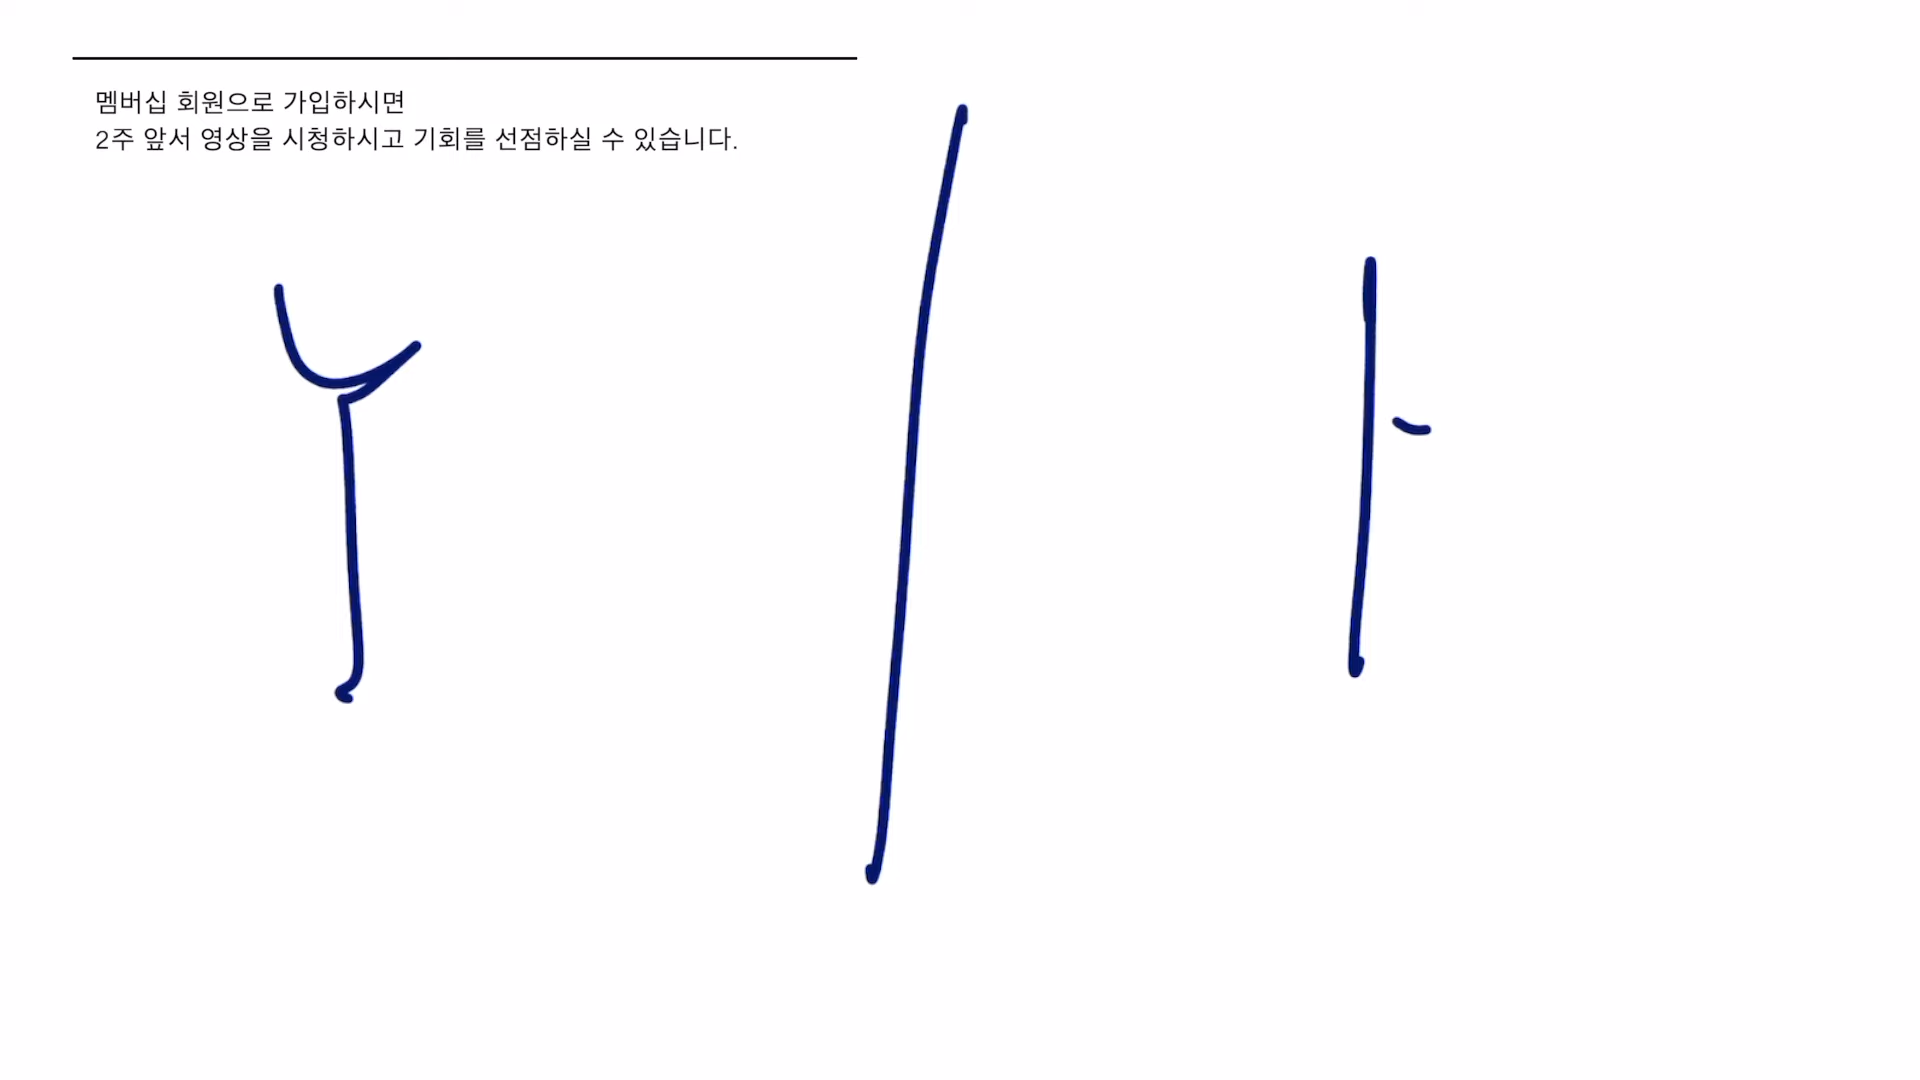 멤버십 회원으로 가입하시면
2주 앞서 영상을 시청하시고 기회를 선점하실 수 있습니다.